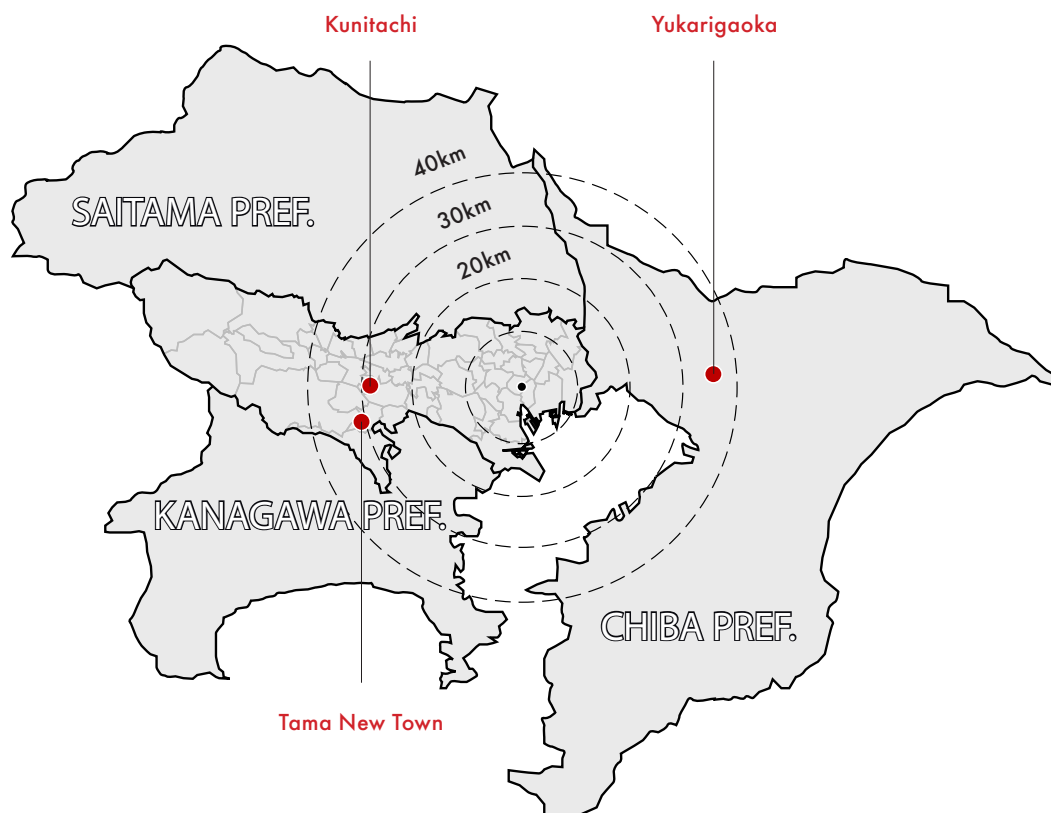 Kunitachi
Yukarigaoka
40km
30km
20km
SAITAMA PREF.
KANAGAWA PREF.
CHIBA PREF.
Tama New Town